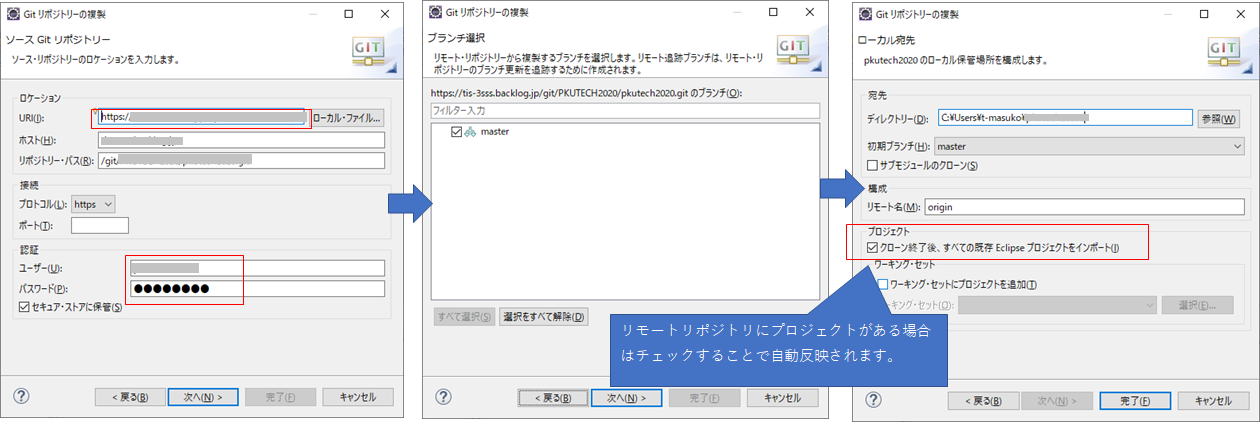 Git リポジトリーの複製
ソース Git リポジトリー
ソース・リポジトリーのロケーションを入力します。
GIT
ロケーション
URI(I):
https:/
ローカル・ファイル...
ホスト(H):
リポジトリー・パス(R):
/git/
接続
プロトコル(L):
https
ポート(T):
認証
ユーザー(U):
パスワード(P):
●●●●●●●●
セキュア・ストアに保管(S)
< 戻る(B)
次へ(N) >
完了(F)
キャンセル
Git リポジトリーの複製
ブランチ選択
リモート・リポジトリーから複製するブランチを選択します。リモート追跡ブランチは、リモート・リ
ポジトリーのブランチ更新を追跡するために作成されます。
GIT
https://tis-3sss.backlog.jp/git/PKUTECH2020/pkutech2020.git のブランチ(O):
フィルター入力
master
すべて選択(S)
選択をすべて解除(D)
< 戻る(B)
次へ(N) >
完了(F)
キャンセル
Git リポジトリーの複製
ローカル宛先
pkutech2020 のローカル保管場所を構成します。
GIT
宛先
ディレクトリー(D):
C:¥Users¥t-masuko¥
参照(W)
初期ブランチ(H):
master
サブモジュールのクローン(S)
構成
リモート名(M):
origin
プロジェクト
クローン終了後、すべての既存 Eclipse プロジェクトをインポート(I)
ワーキング・セット
ワーキング・セットにプロジェクトを追加(T)
ーキング・セット(O):
選択(E)...
リモートリポジトリにプロジェクトがある場合
はチェックすることで自動反映されます。
< 戻る(B)
次へ(N) >
完了(F)
キャンセル